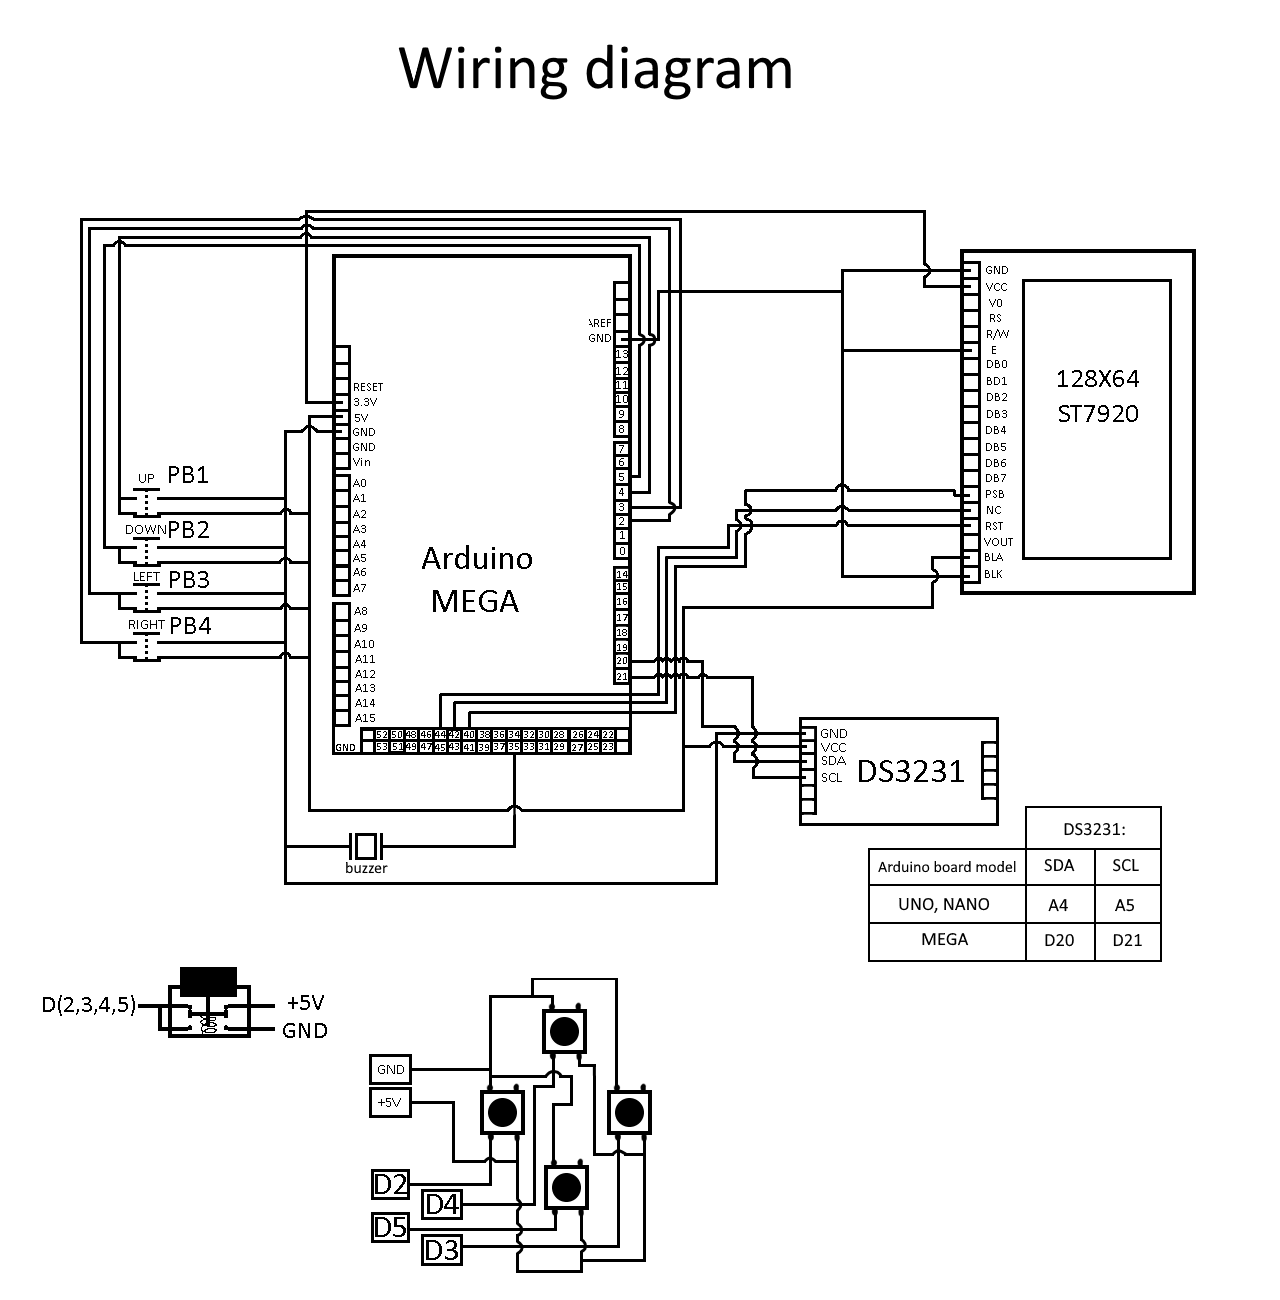 Wiring diagram
GND
VCC
V0
RS
R/W
E
DB0
BD1
DB2
DB3
DB4
DB5
DB6
DB7
PSB
NC
RST
VOUT
BLA
BLK
128X64
ST7920
AREF
GND
13
12
11
10
9
8
7
6
5
4
3
2
1
0
14
15
16
17
18
19
20
21
RESET
3.3V
5V
GND
GND
Vin
A0
A1
A2
A3
A4
A5
A6
A7
A8
A9
A10
A11
A12
A13
A14
A15
Arduino
MEGA
UP PB1
DOWN PB2
LEFT PB3
RIGHT PB4
52 50 48 46 44 42 40 38 36 34 32 30 28 26 24 22
GND 53 51 49 47 45 43 41 39 37 35 33 31 29 27 25 23
GND
VCC
SDA
SCL
DS3231
buzzer
DS3231:
Arduino board model SDA SCL
UNO, NANO A4 A5
MEGA D20 D21
D(2,3,4,5) +5V
GND
GND
+5V
D2
D4
D5
D3